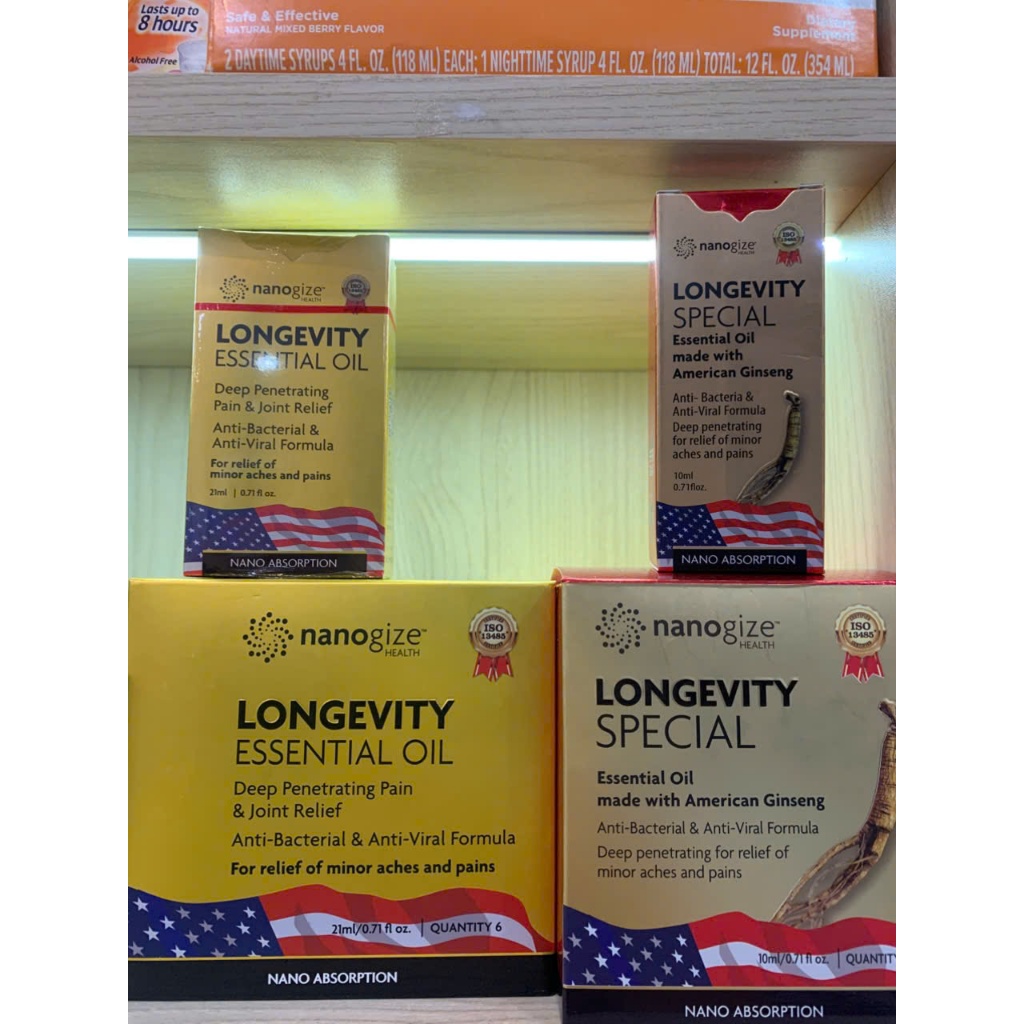 Lasts up to
8 hours
Alcohol Free
Safe & Effective
NATURAL MIXED BERRY FLAVOR
Dietary
Supplement
2 DAYTIME SYRUPS 4 FL. OZ. (118 ML) EACH; 1 NIGHTTIME SYRUP 4 FL. OZ. (118 ML) TOTAL: 12 FL. OZ. (354 ML)
nanogize™
HEALTH
ISO
LONGEVITY
ESSENTIAL OIL
Deep Penetrating
Pain & Joint Relief
Anti-Bacterial &
Anti-Viral Formula
For relief of
minor aches and pains
21ml | 0.71 fl oz.
NANO ABSORPTION
nanogize™
HEALTH
ISO
LONGEVITY
SPECIAL
Essential Oil
made with
American Ginseng
Anti- Bacteria &
Anti-Viral Formula
Deep penetrating
for relief of minor
aches and pains
10ml
0.71floz.
NANO ABSORPTION
nanogize™
HEALTH
ISO
13485
LONGEVITY
ESSENTIAL OIL
Deep Penetrating Pain
& Joint Relief
Anti-Bacterial & Anti-Viral Formula
For relief of minor aches and pains
21ml/0.71 fl oz. | QUANTITY 6
NANO ABSORPTION
nanogize™
HEALTH
ISO
13485
LONGEVITY
SPECIAL
Essential Oil
made with American Ginseng
Anti-Bacterial & Anti-Viral Formula
Deep penetrating for relief of
minor aches and pains
10ml/0.71 fl oz. | QUANTITY
NANO ABSORPTION